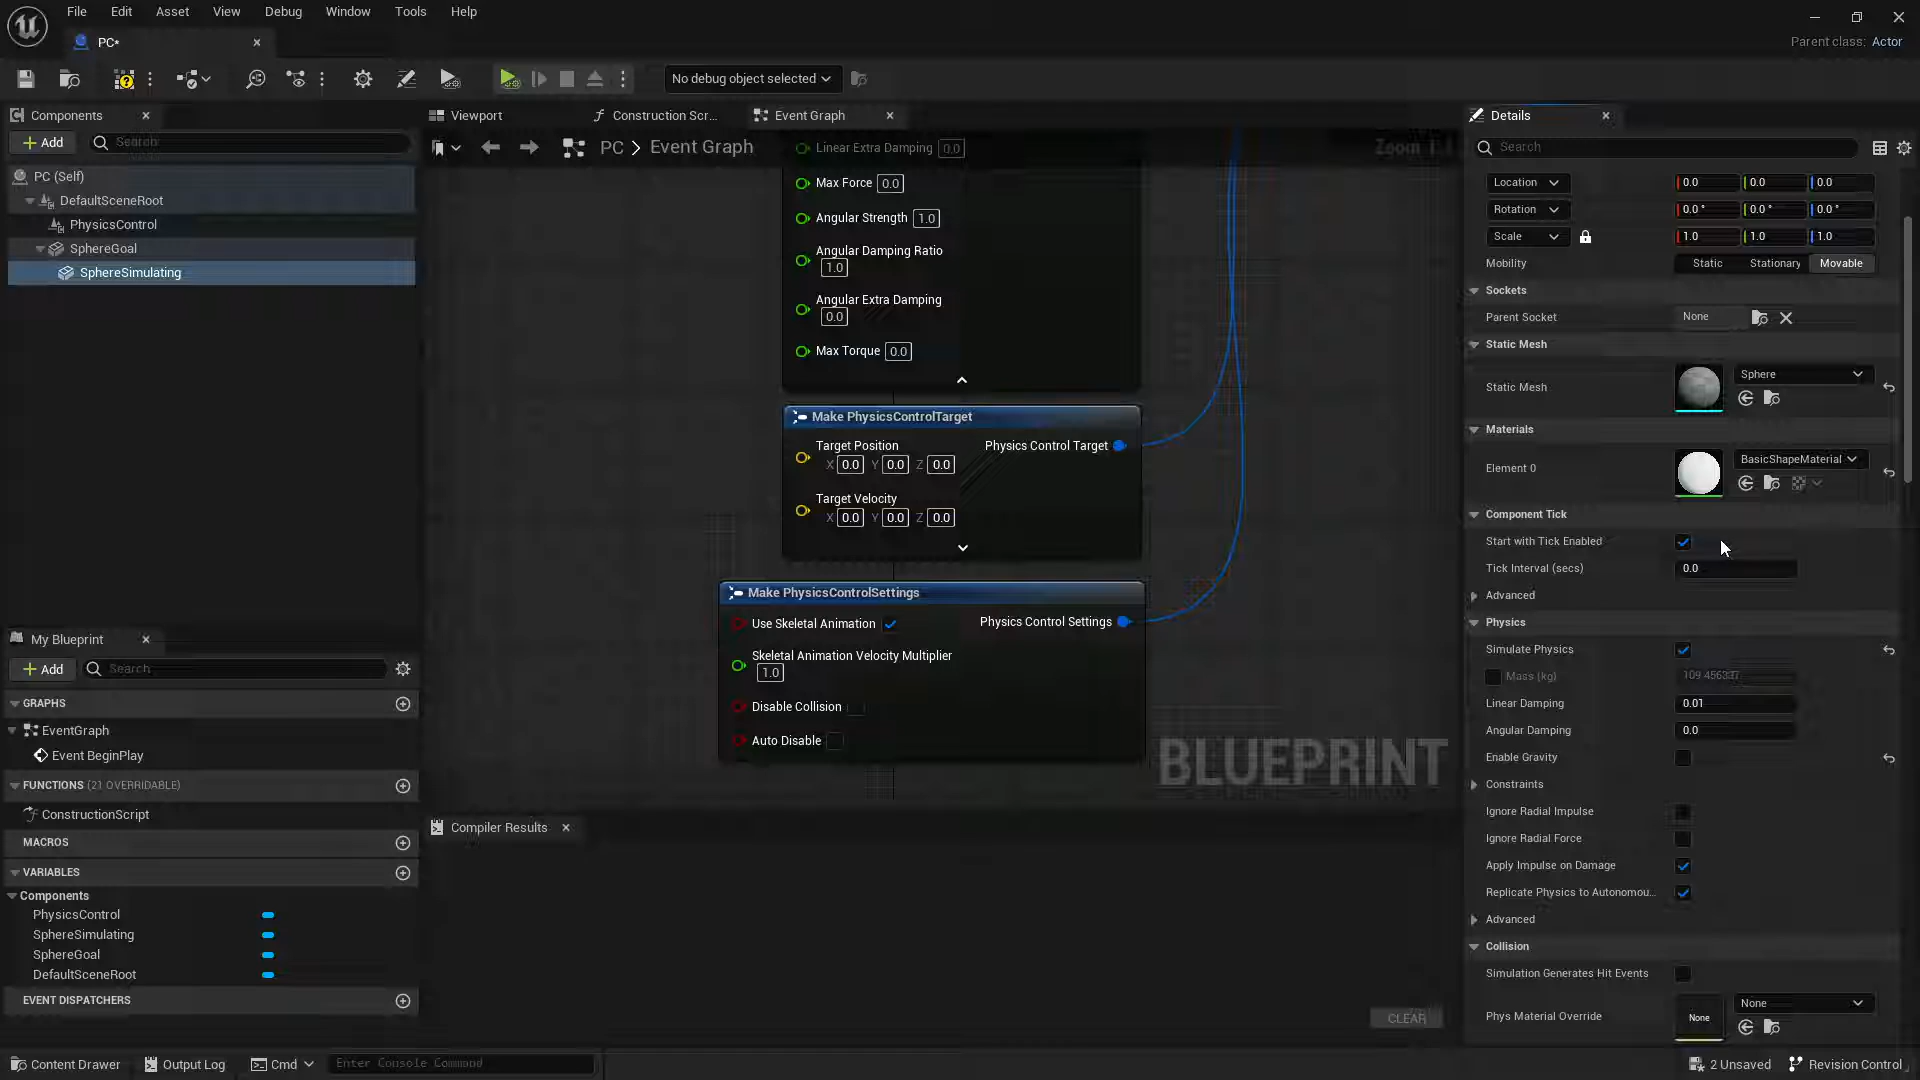 File Edit Asset View Debug Window Tools Help
PC*
Parent class: Actor
No debug object selected
Components
Add
Search
PC (Self)
DefaultSceneRoot
PhysicsControl
SphereGoal
SphereSimulating
My Blueprint
Add
Search
GRAPHS
EventGraph
Event BeginPlay
FUNCTIONS (21 OVERRIDABLE)
ConstructionScript
MACROS
VARIABLES
Components
PhysicsControl
SphereSimulating
SphereGoal
DefaultSceneRoot
EVENT DISPATCHERS
Viewport
Construction Scr...
Event Graph
PC > Event Graph
Zoom 1:1
Linear Extra Damping 0.0
Max Force 0.0
Angular Strength 1.0
Angular Damping Ratio
1.0
Angular Extra Damping
0.0
Max Torque 0.0
Make PhysicsControlTarget
Target Position
Physics Control Target
X 0.0 Y 0.0 Z 0.0
Target Velocity
X 0.0 Y 0.0 Z 0.0
Make PhysicsControlSettings
Use Skeletal Animation
Physics Control Settings
Skeletal Animation Velocity Multiplier
1.0
Disable Collision
Auto Disable
BLUEPRINT
Compiler Results
CLEAR
Details
Search
Location 0.0 0.0 0.0
Rotation 0.0 ° 0.0 ° 0.0 °
Scale 1.0 1.0 1.0
Mobility Static Stationary Movable
Sockets
Parent Socket None
Static Mesh
Static Mesh Sphere
Materials
Element 0 BasicShapeMaterial
Component Tick
Start with Tick Enabled
Tick Interval (secs) 0.0
Advanced
Physics
Simulate Physics
Mass (kg) 109.456327
Linear Damping 0.01
Angular Damping 0.0
Enable Gravity
Constraints
Ignore Radial Impulse
Ignore Radial Force
Apply Impulse on Damage
Replicate Physics to Autonomou...
Advanced
Collision
Simulation Generates Hit Events
Phys Material Override None None
Content Drawer Output Log Cmd Enter Console Command
2 Unsaved Revision Control